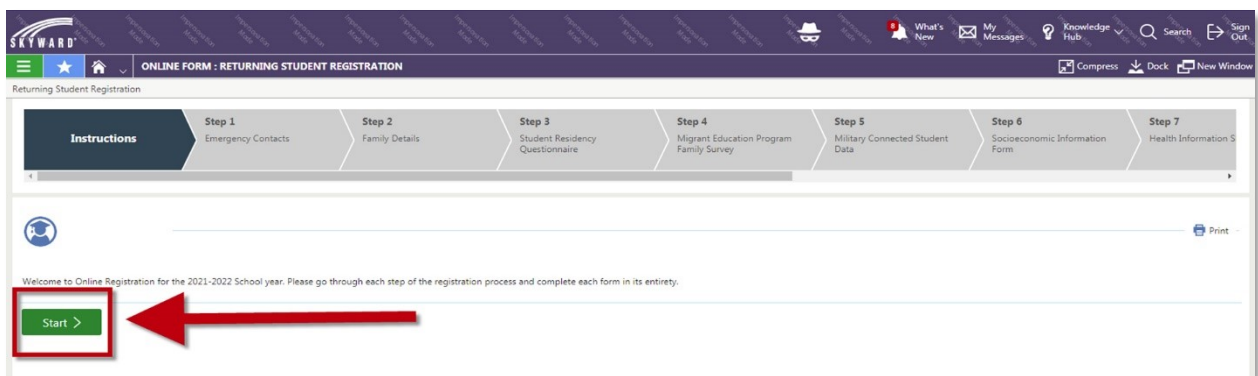 SKYWARD
Impersonation Mode
8
What's New
My Messages
Knowledge Hub
Search
Sign Out
ONLINE FORM : RETURNING STUDENT REGISTRATION
Compress
Dock
New Window
Returning Student Registration
Instructions
Step 1
Emergency Contacts
Step 2
Family Details
Step 3
Student Residency
Questionnaire
Step 4
Migrant Education Program
Family Survey
Step 5
Military Connected Student
Data
Step 6
Socioeconomic Information
Form
Step 7
Health Information S
Print
Welcome to Online Registration for the 2021-2022 School year. Please go through each step of the registration process and complete each form in its entirety.
Start >